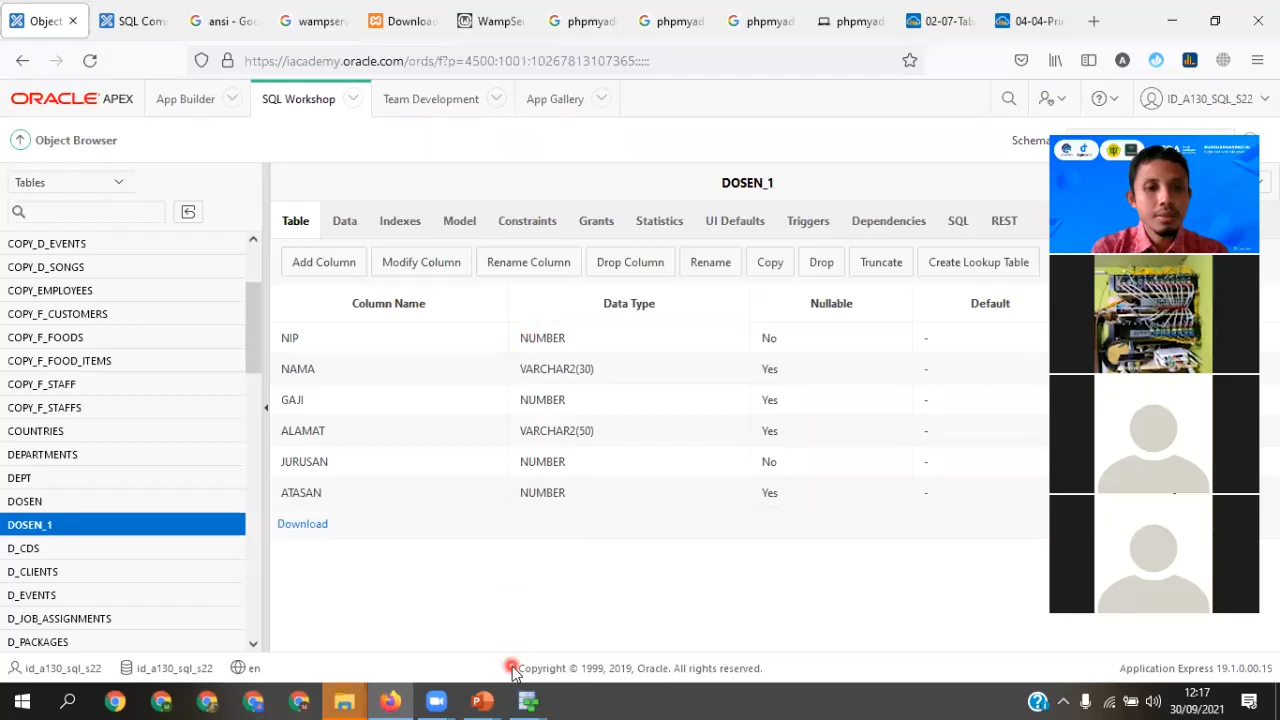 Object
SQL Com
ansi - Goo
wampserv
Download
WampSer
phpmyad
phpmyad
phpmyad
phpmyad
02-07-Tab
04-04-Pri
https://iacademy.oracle.com/ords/f?p=4500:1001:102678131073​65:::::
ORACLE APEX
App Builder
SQL Workshop
Team Development
App Gallery
ID_A130_SQL_S22
Object Browser
Schema
Tables
DOSEN_1
Table Data Indexes Model Constraints Grants Statistics UI Defaults Triggers Dependencies SQL REST
Add Column Modify Column Rename Column Drop Column Rename Copy Drop Truncate Create Lookup Table
COPY_D_EVENTS
COPY_D_SONGS
COPY_EMPLOYEES
COPY_F_CUSTOMERS
COPY_F_FOODS
COPY_F_FOOD_ITEMS
COPY_F_STAFF
COPY_F_STAFFS
COUNTRIES
DEPARTMENTS
DEPT
DOSEN
DOSEN_1
D_CDS
D_CLIENTS
D_EVENTS
D_JOB_ASSIGNMENTS
D_PACKAGES
Column Name Data Type Nullable Default
NIP NUMBER No -
NAMA VARCHAR2(30) Yes -
GAJI NUMBER Yes -
ALAMAT VARCHAR2(50) Yes -
JURUSAN NUMBER No -
ATASAN NUMBER Yes -
Download
id_a130_sql_s22
id_a130_sql_s22
en
Copyright © 1999, 2019, Oracle. All rights reserved.
Application Express 19.1.0.00.15
12:17
30/09/2021